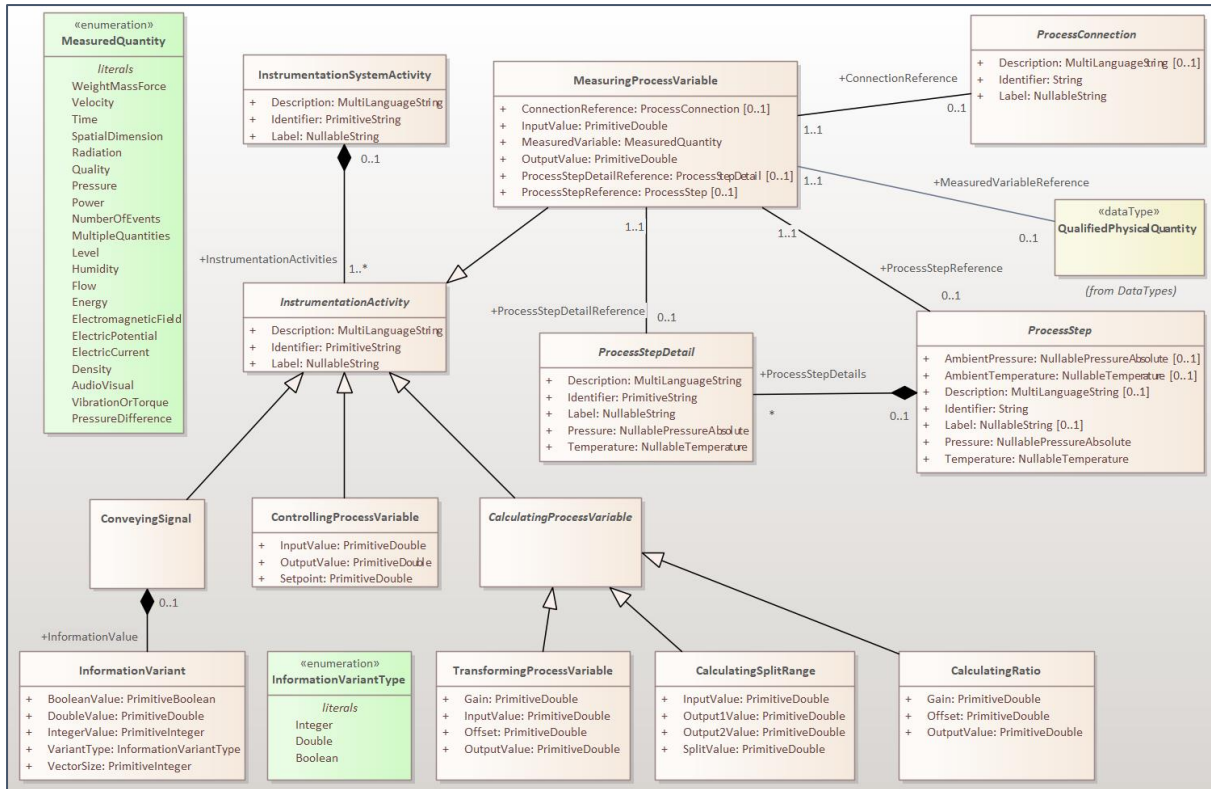 «enumeration»
MeasuredQuantity
literals
WeightMassForce
Velocity
Time
SpatialDimension
Radiation
Quality
Pressure
Power
NumberOfEvents
MultipleQuantities
Level
Humidity
Flow
Energy
ElectromagneticField
ElectricPotential
ElectricCurrent
Density
AudioVisual
VibrationOrTorque
PressureDifference
InstrumentationSystemActivity
+ Description: MultiLanguageString
+ Identifier: PrimitiveString
+ Label: NullableString
0..1
+InstrumentationActivities
1..*
MeasuringProcessVariable
+ ConnectionReference: ProcessConnection [0..1]
+ InputValue: PrimitiveDouble
+ MeasuredVariable: MeasuredQuantity
+ OutputValue: PrimitiveDouble
+ ProcessStepDetailReference: ProcessStepDetail [0..1]
+ ProcessStepReference: ProcessStep [0..1]
ProcessConnection
+ Description: MultiLanguageString [0..1]
+ Identifier: String
+ Label: NullableString
+ConnectionReference
0..1
1..1
+MeasuredVariableReference
1..1
0..1
«dataType»
QualifiedPhysicalQuantity
(from DataTypes)
1..1
1..1
+ProcessStepReference
0..1
+ProcessStepDetailReference
0..1
InstrumentationActivity
+ Description: MultiLanguageString
+ Identifier: PrimitiveString
+ Label: NullableString
ProcessStepDetail
+ Description: MultiLanguageString
+ Identifier: PrimitiveString
+ Label: NullableString
+ Pressure: NullablePressureAbsolute
+ Temperature: NullableTemperature
+ProcessStepDetails
*
0..1
ProcessStep
+ AmbientPressure: NullablePressureAbsolute [0..1]
+ AmbientTemperature: NullableTemperature [0..1]
+ Description: MultiLanguageString [0..1]
+ Identifier: String
+ Label: NullableString [0..1]
+ Pressure: NullablePressureAbsolute
+ Temperature: NullableTemperature
ConveyingSignal
0..1
+InformationValue
ControllingProcessVariable
+ InputValue: PrimitiveDouble
+ OutputValue: PrimitiveDouble
+ Setpoint: PrimitiveDouble
CalculatingProcessVariable
InformationVariant
+ BooleanValue: PrimitiveBoolean
+ DoubleValue: PrimitiveDouble
+ IntegerValue: PrimitiveInteger
+ VariantType: InformationVariantType
+ VectorSize: PrimitiveInteger
«enumeration»
InformationVariantType
literals
Integer
Double
Boolean
TransformingProcessVariable
+ Gain: PrimitiveDouble
+ InputValue: PrimitiveDouble
+ Offset: PrimitiveDouble
+ OutputValue: PrimitiveDouble
CalculatingSplitRange
+ InputValue: PrimitiveDouble
+ Output1Value: PrimitiveDouble
+ Output2Value: PrimitiveDouble
+ SplitValue: PrimitiveDouble
CalculatingRatio
+ Gain: PrimitiveDouble
+ Offset: PrimitiveDouble
+ OutputValue: PrimitiveDouble